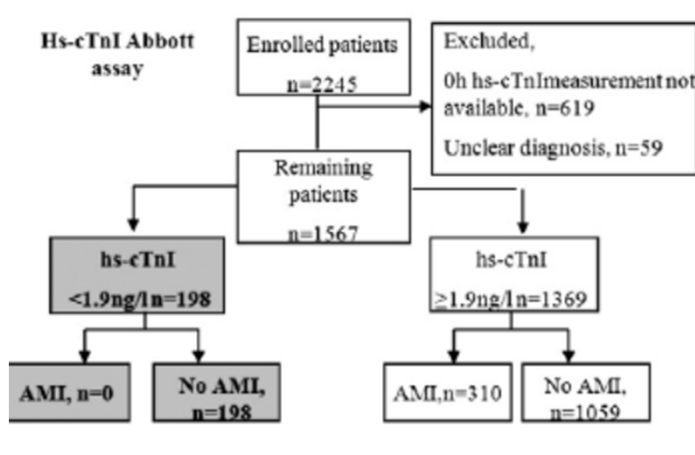 Hs-cTnI Abbott
assay
Enrolled patients
n=2245
Excluded,
0h hs-cTnImeasurement not
available, n=619
Unclear diagnosis, n=59
Remaining
patients
n=1567
hs-cTnI
<1.9ng/ln=198
hs-cTnI
≥1.9ng/ln=1369
AMI, n=0
No AMI,
n=198
AMI,n=310
No AMI,
n=1059